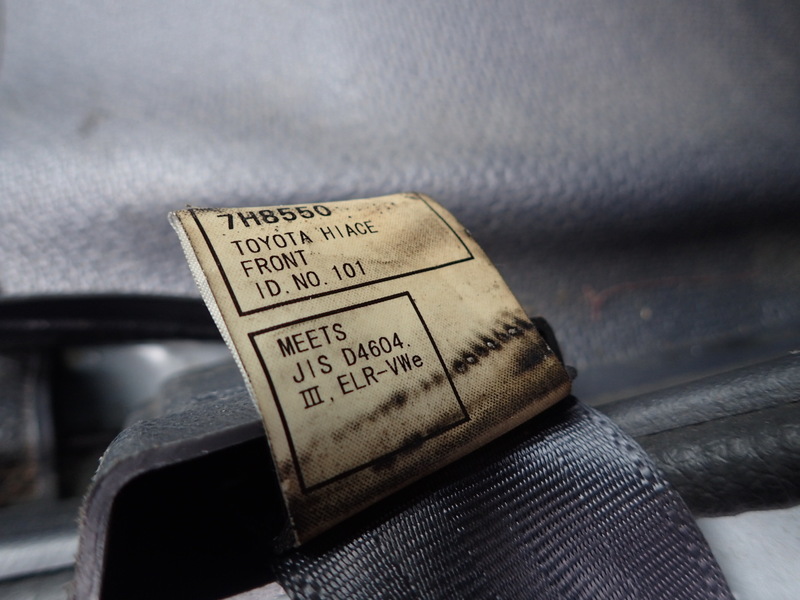 7H8550
TOYOTA HIACE
FRONT
ID.NO.101
MEETS
JIS D4604.
III, ELR-VWe